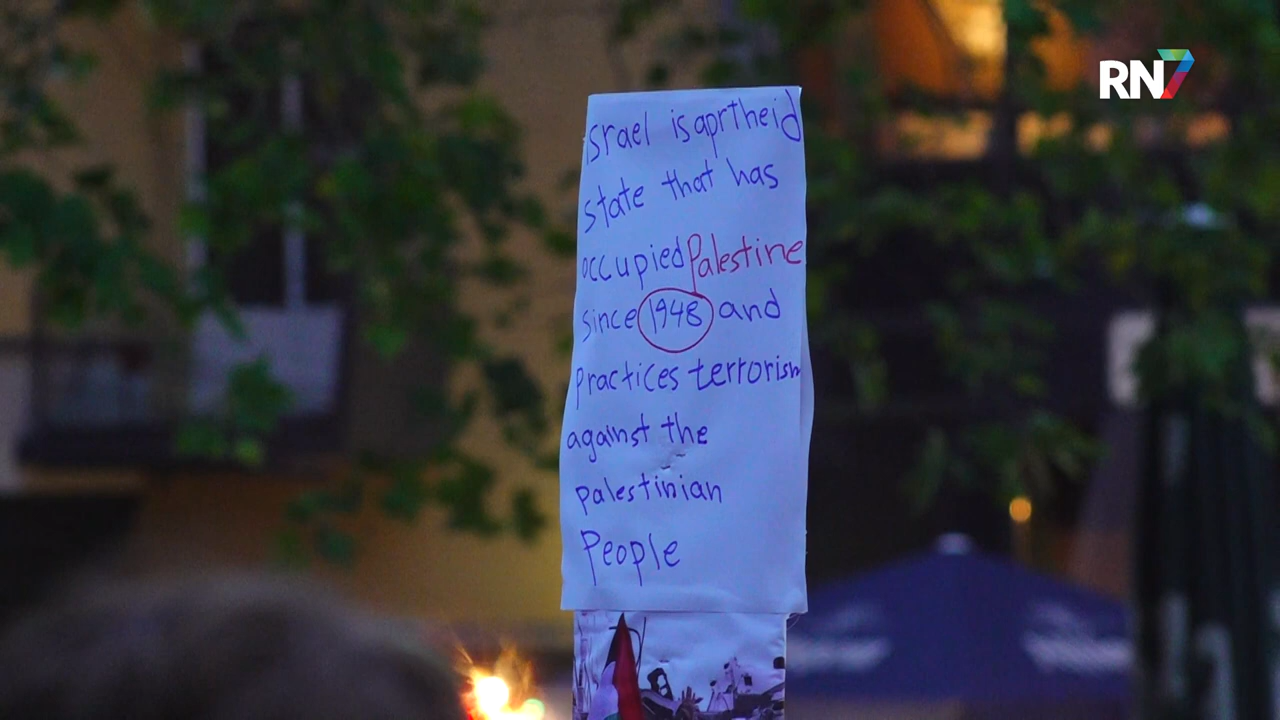 RN7
israel is aprtheid
state that has
occupied Palestine
since 1948 and
practices terrorism
against the
palestinian
People